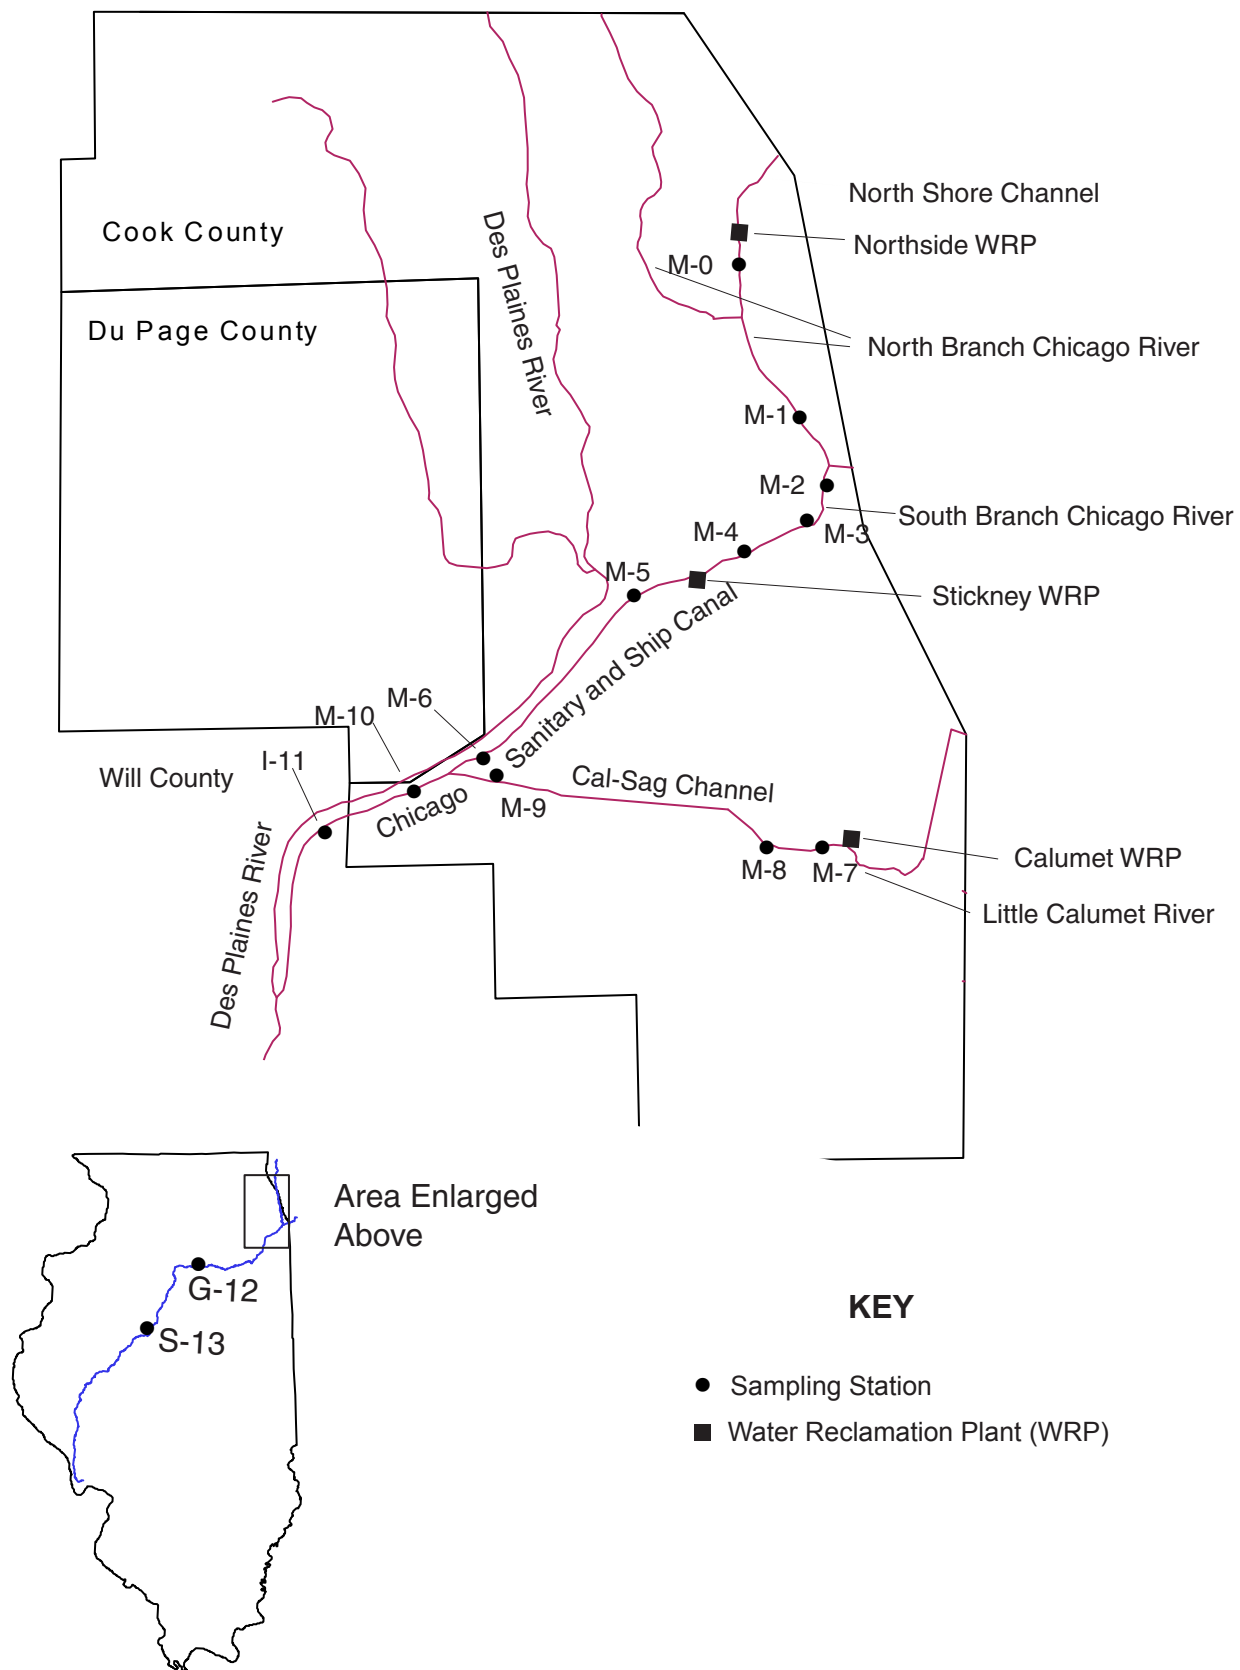 North Shore Channel
Cook County
Northside WRP
M-0
Des Plaines River
Du Page County
North Branch Chicago River
M-1
M-2
South Branch Chicago River
M-3
M-4
M-5
Stickney WRP
Sanitary and Ship Canal
M-6
M-10
I-11
Will County
Cal-Sag Channel
M-9
Chicago
Calumet WRP
M-8
M-7
Little Calumet River
Des Plaines River
Area Enlarged
Above
G-12
S-13
KEY
Sampling Station
Water Reclamation Plant (WRP)